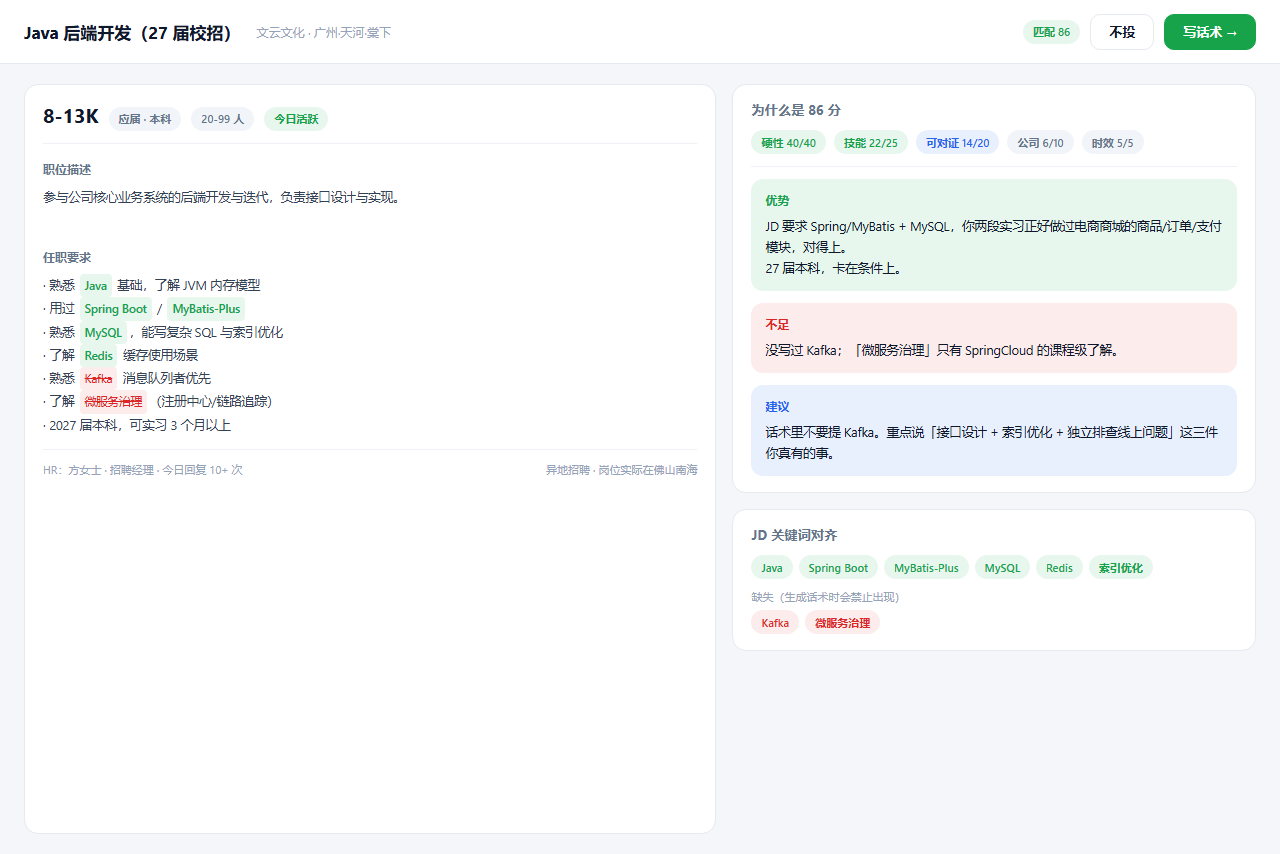 Java 后端开发（27 届校招） 文云文化 · 广州·天河·棠下 匹配 86 不投 写话术 →
8-13K 应届 · 本科 20-99 人 今日活跃
职位描述
参与公司核心业务系统的后端开发与迭代，负责接口设计与实现。
任职要求
· 熟悉 Java 基础，了解 JVM 内存模型
· 用过 Spring Boot / MyBatis-Plus
· 熟悉 MySQL ，能写复杂 SQL 与索引优化
· 了解 Redis 缓存使用场景
· 熟悉 Kafka 消息队列者优先
· 了解 微服务治理 （注册中心/链路追踪）
· 2027 届本科，可实习 3 个月以上
HR：方女士 · 招聘经理 · 今日回复 10+ 次 异地招聘 · 岗位实际在佛山南海
为什么是 86 分
硬性 40/40 技能 22/25 可对证 14/20 公司 6/10 时效 5/5
优势
JD 要求 Spring/MyBatis + MySQL，你两段实习正好做过电商商城的商品/订单/支付
模块，对得上。
27 届本科，卡在条件上。
不足
没写过 Kafka；「微服务治理」只有 SpringCloud 的课程级了解。
建议
话术里不要提 Kafka。重点说「接口设计 + 索引优化 + 独立排查线上问题」这三件
你真有的事。
JD 关键词对齐
Java Spring Boot MyBatis-Plus MySQL Redis 索引优化
缺失（生成话术时会禁止出现）
Kafka 微服务治理